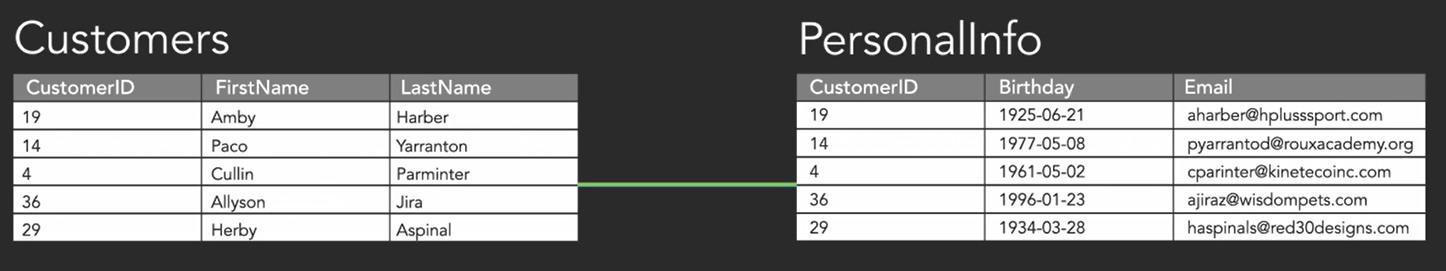 Customers
CustomerID FirstName LastName
19 Amby Harber
14 Paco Yarranton
4 Cullin Parminter
36 Allyson Jira
29 Herby Aspinal
PersonalInfo
CustomerID Birthday Email
19 1925-06-21 aharber@hplusssport.com
14 1977-05-08 pyarrantod@rouxacademy.org
4 1961-05-02 cparinter@kinetecoinc.com
36 1996-01-23 ajiraz@wisdompets.com
29 1934-03-28 haspinals@red30designs.com